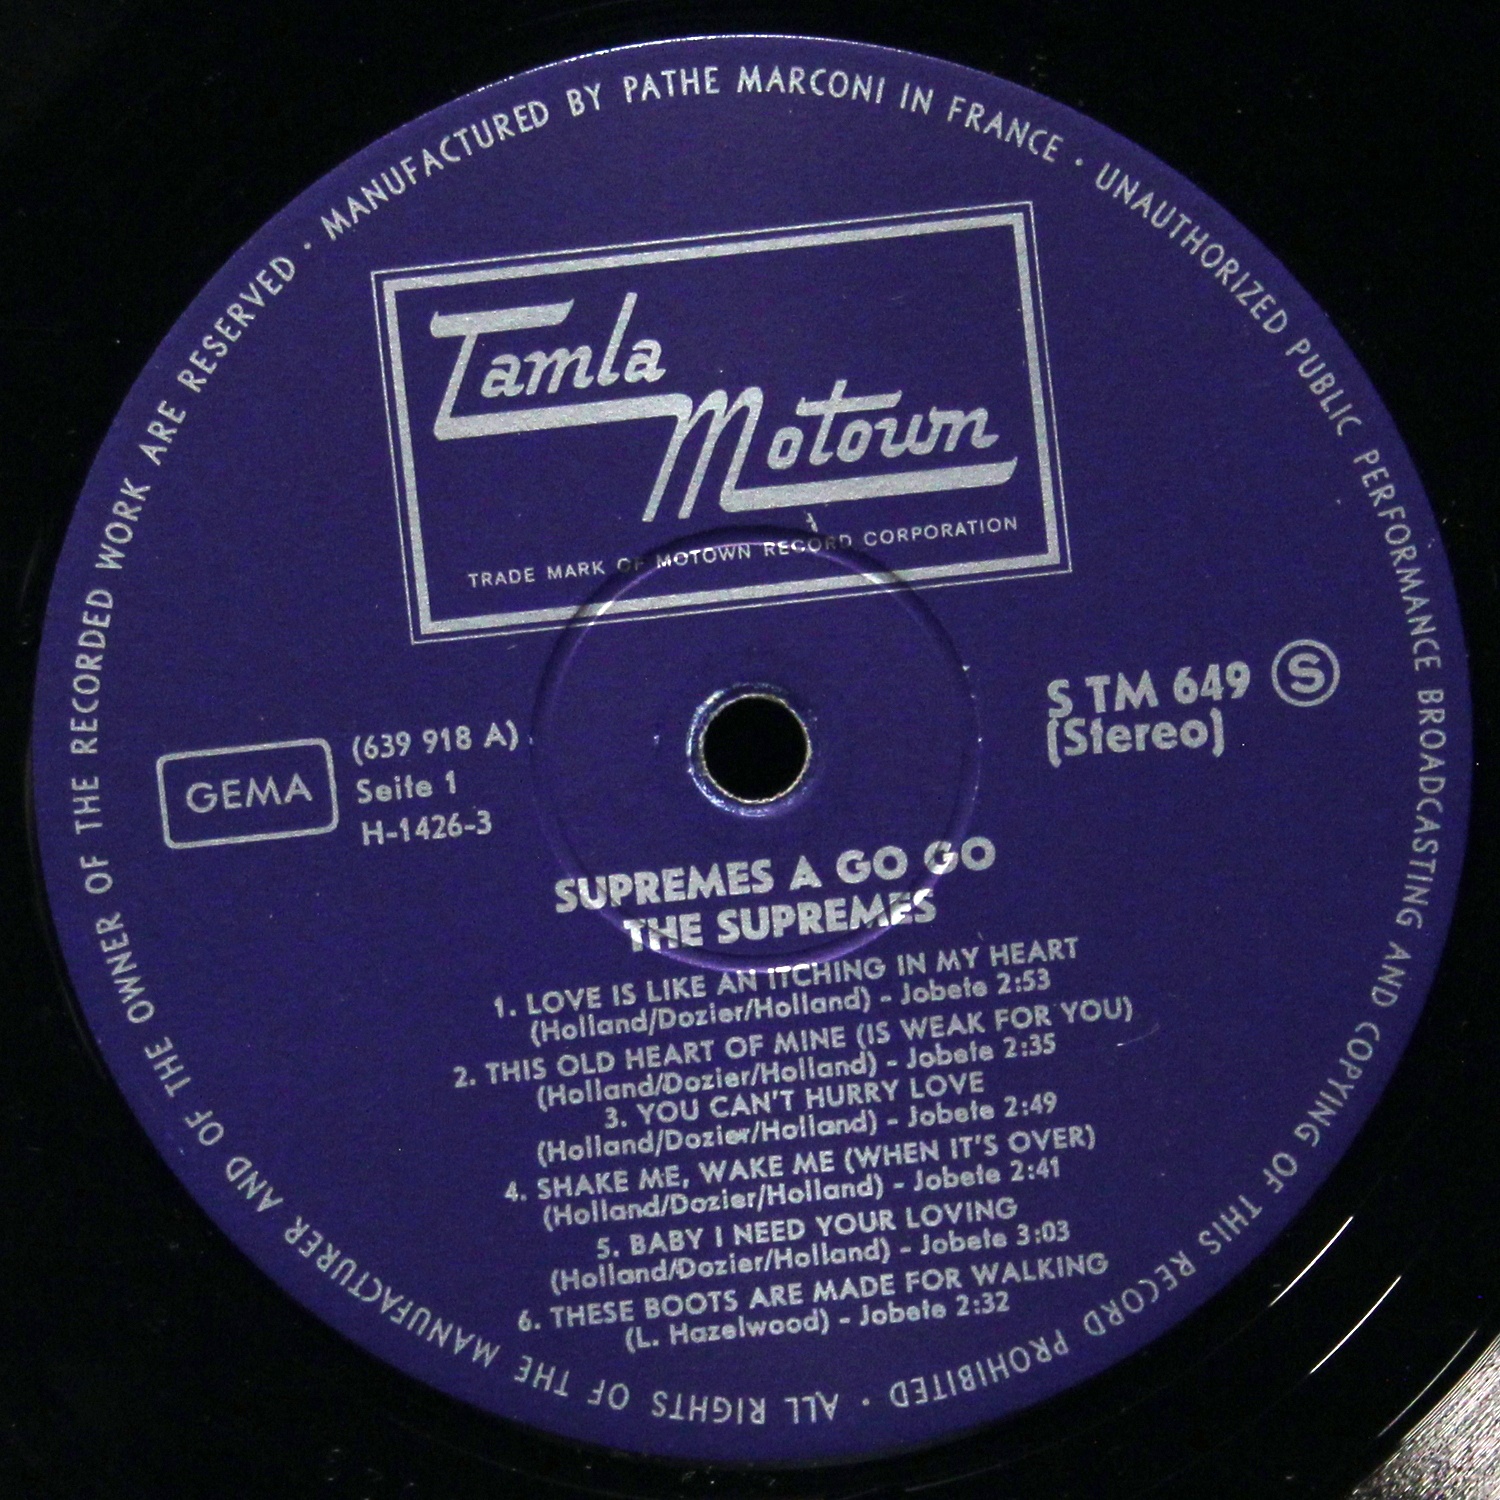 MANUFACTURED BY PATHE MARCONI IN FRANCE · UNAUTHORIZED PUBLIC PERFORMANCE BROADCASTING AND COPYING OF THIS RECORD PROHIBITED · ALL RIGHTS OF THE MANUFACTURER AND OF THE OWNER OF THE RECORDED WORK ARE RESERVED ·
Tamla
Motown
TRADE MARK OF MOTOWN RECORD CORPORATION
S TM 649 S
(Stereo)
GEMA
(639 918 A)
Seite 1
H-1426-3
SUPREMES A GO GO
THE SUPREMES
1. LOVE IS LIKE AN ITCHING IN MY HEART
(Holland/Dozier/Holland) - Jobete 2:53
2. THIS OLD HEART OF MINE (IS WEAK FOR YOU)
(Holland/Dozier/Holland) - Jobete 2:35
3. YOU CAN'T HURRY LOVE
(Holland/Dozier/Holland) - Jobete 2:49
4. SHAKE ME, WAKE ME (WHEN IT'S OVER)
(Holland/Dozier/Holland) - Jobete 2:41
5. BABY I NEED YOUR LOVING
(Holland/Dozier/Holland) - Jobete 3:03
6. THESE BOOTS ARE MADE FOR WALKING
(L. Hazelwood) - Jobete 2:32